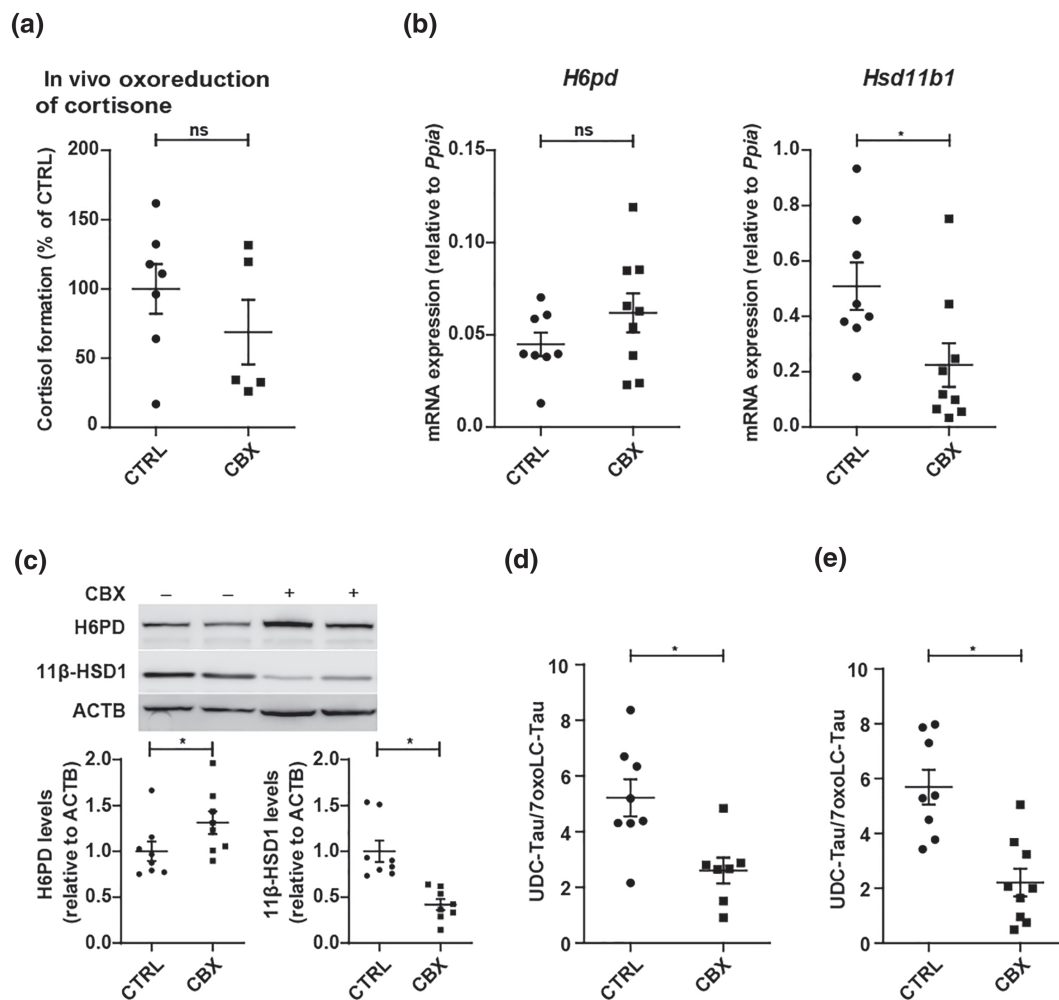 (a)
In vivo oxoreduction
of cortisone
ns
Cortisol formation (% of CTRL)
200
150
100
50
0
CTRL
CBX
(b)
H6pd
ns
mRNA expression (relative to Ppia)
0.15
0.10
0.05
0.0
CTRL
CBX
Hsd11b1
*
mRNA expression (relative to Ppia)
1.0
0.8
0.6
0.4
0.2
0.0
CTRL
CBX
(c)
CBX – – + +
H6PD
11β-HSD1
ACTB
*
H6PD levels
(relative to ACTB)
2.0
1.5
1.0
0.5
0.0
CTRL
CBX
*
11β-HSD1 levels
(relative to ACTB)
2.0
1.5
1.0
0.5
0.0
CTRL
CBX
(d)
*
UDC-Tau/7oxoLC-Tau
10
8
6
4
2
0
CTRL
CBX
(e)
*
UDC-Tau/7oxoLC-Tau
10
8
6
4
2
0
CTRL
CBX